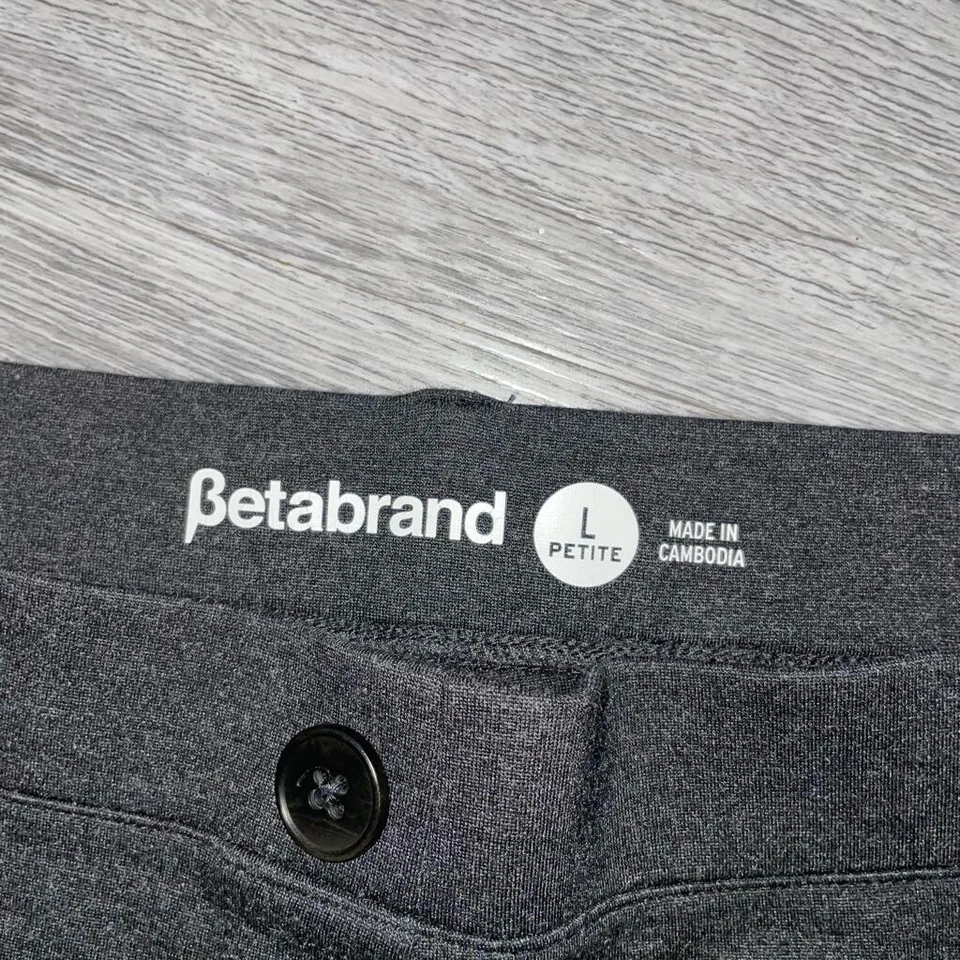 βetabrand
L
PETITE
MADE IN
CAMBODIA